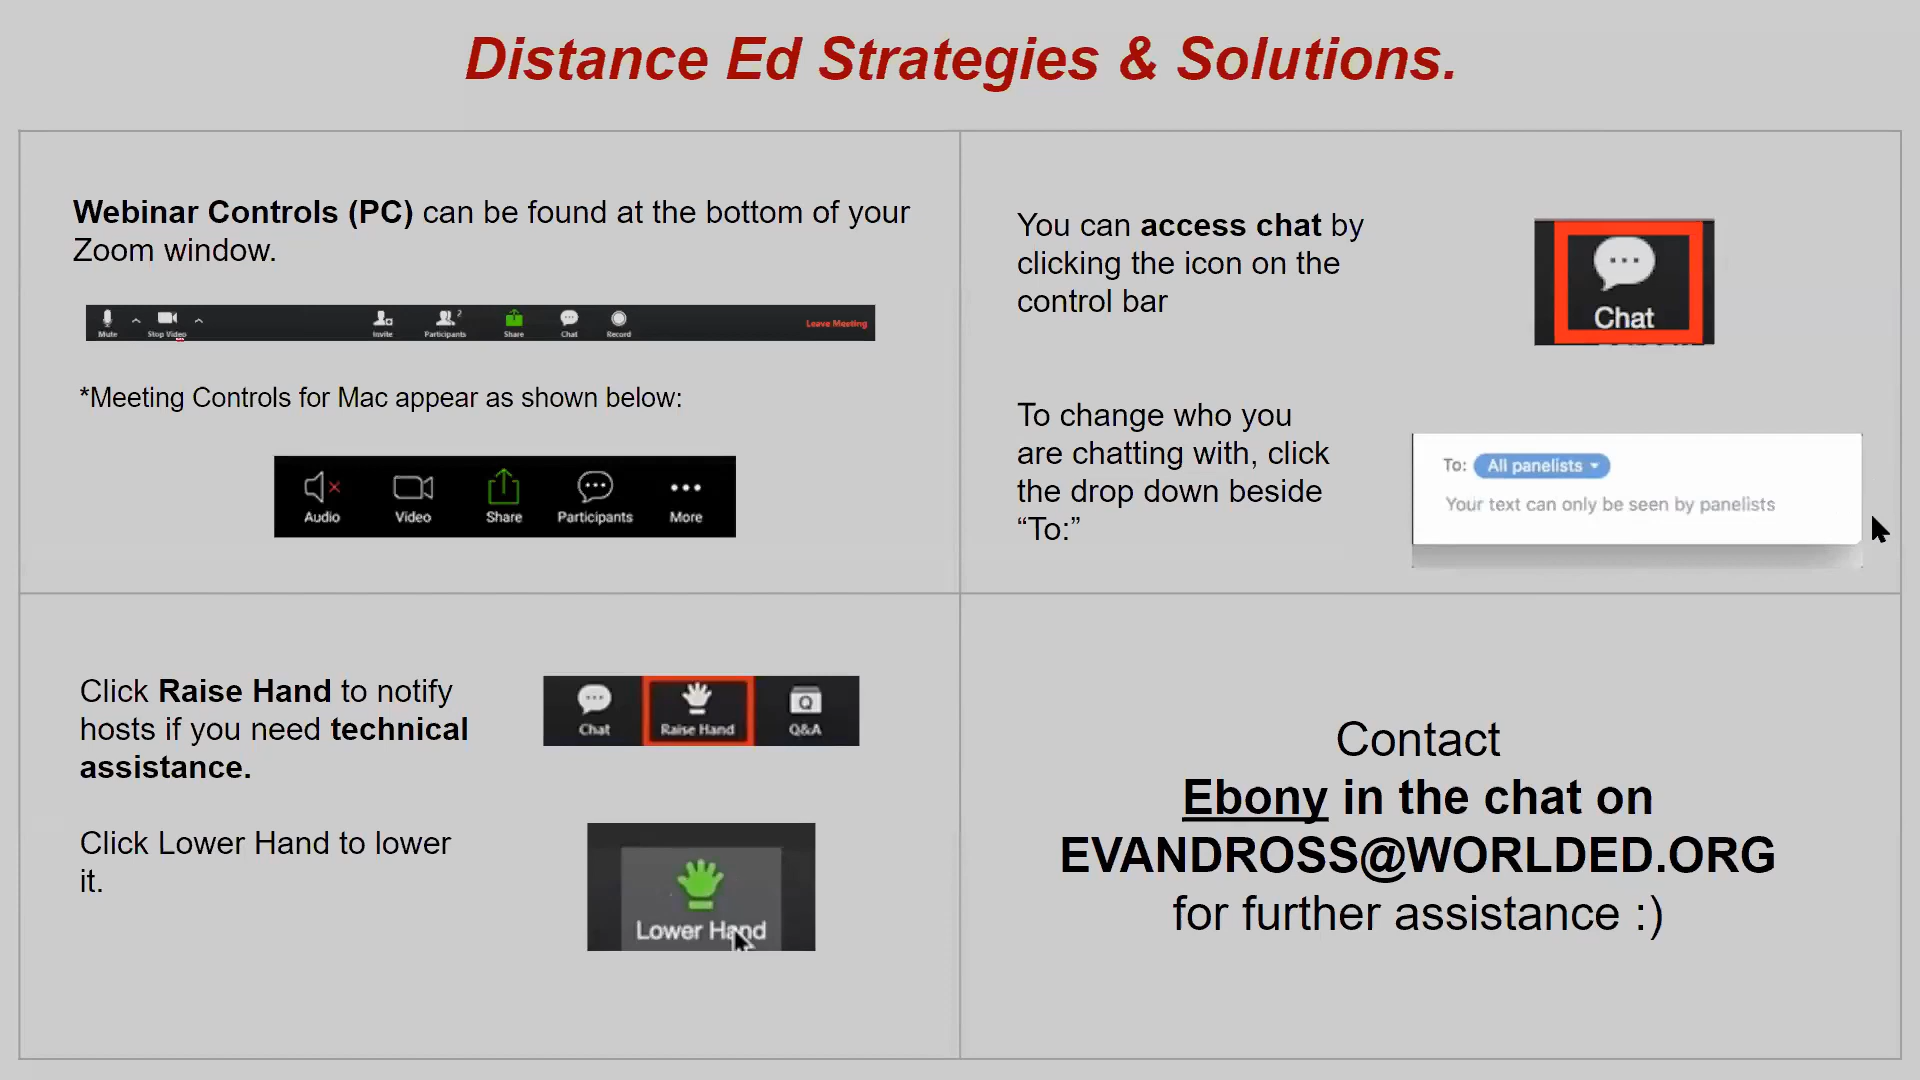 Distance Ed Strategies & Solutions.
Webinar Controls (PC) can be found at the bottom of your
Zoom window.
Mute Stop Video Invite Participants 2 Share Chat Record Leave Meeting
*Meeting Controls for Mac appear as shown below:
Audio Video Share Participants More
You can access chat by
clicking the icon on the
control bar
Chat
To change who you
are chatting with, click
the drop down beside
“To:”
To: All panelists
Your text can only be seen by panelists
Click Raise Hand to notify
hosts if you need technical
assistance.
Chat Raise Hand Q&A
Click Lower Hand to lower
it.
Lower Hand
Contact
Ebony in the chat on
EVANDROSS@WORLDED.ORG
for further assistance :)